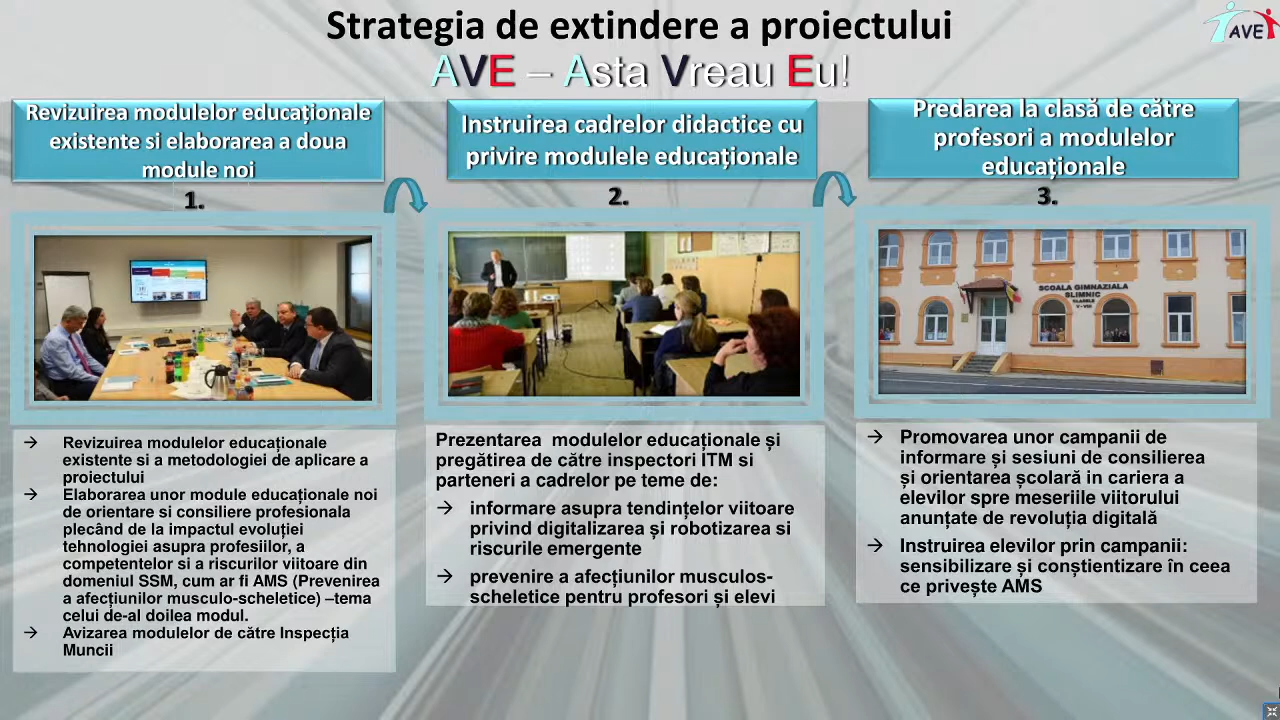 Strategia de extindere a proiectului
AVE – Asta Vreau Eu!
AVE
Revizuirea modulelor educaționale
existente si elaborarea a doua
module noi
1.
Revizuirea modulelor educaționale
existente si a metodologiei de aplicare a
proiectului
Elaborarea unor module educaționale noi
de orientare si consiliere profesionala
plecând de la impactul evoluției
tehnologiei asupra profesiilor, a
competentelor si a riscurilor viitoare din
domeniul SSM, cum ar fi AMS (Prevenirea
a afecțiunilor musculo-scheletice) –tema
celui de-al doilea modul.
Avizarea modulelor de către Inspecția
Muncii
Instruirea cadrelor didactice cu
privire modulele educaționale
2.
Prezentarea  modulelor educaționale și
pregătirea de către inspectori ITM si
parteneri a cadrelor pe teme de:
informare asupra tendințelor viitoare
privind digitalizarea și robotizarea si
riscurile emergente
prevenire a afecțiunilor musculos-
scheletice pentru profesori și elevi
Predarea la clasă de către
profesori a modulelor
educaționale
3.
ȘCOALA GIMNAZIALA
SLIMNIC
CLASELE
V - VIII
Promovarea unor campanii de
informare și sesiuni de consilierea
și orientarea școlară in cariera a
elevilor spre meseriile viitorului
anunțate de revoluția digitală
Instruirea elevilor prin campanii:
sensibilizare și conștientizare în ceea
ce privește AMS